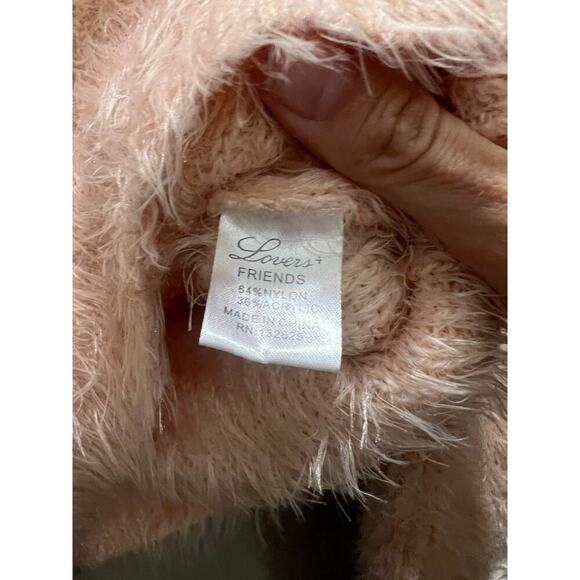 Lovers+
FRIENDS
64%NYLON
36%ACRYLIC
MADE IN CHINA
RN 132829